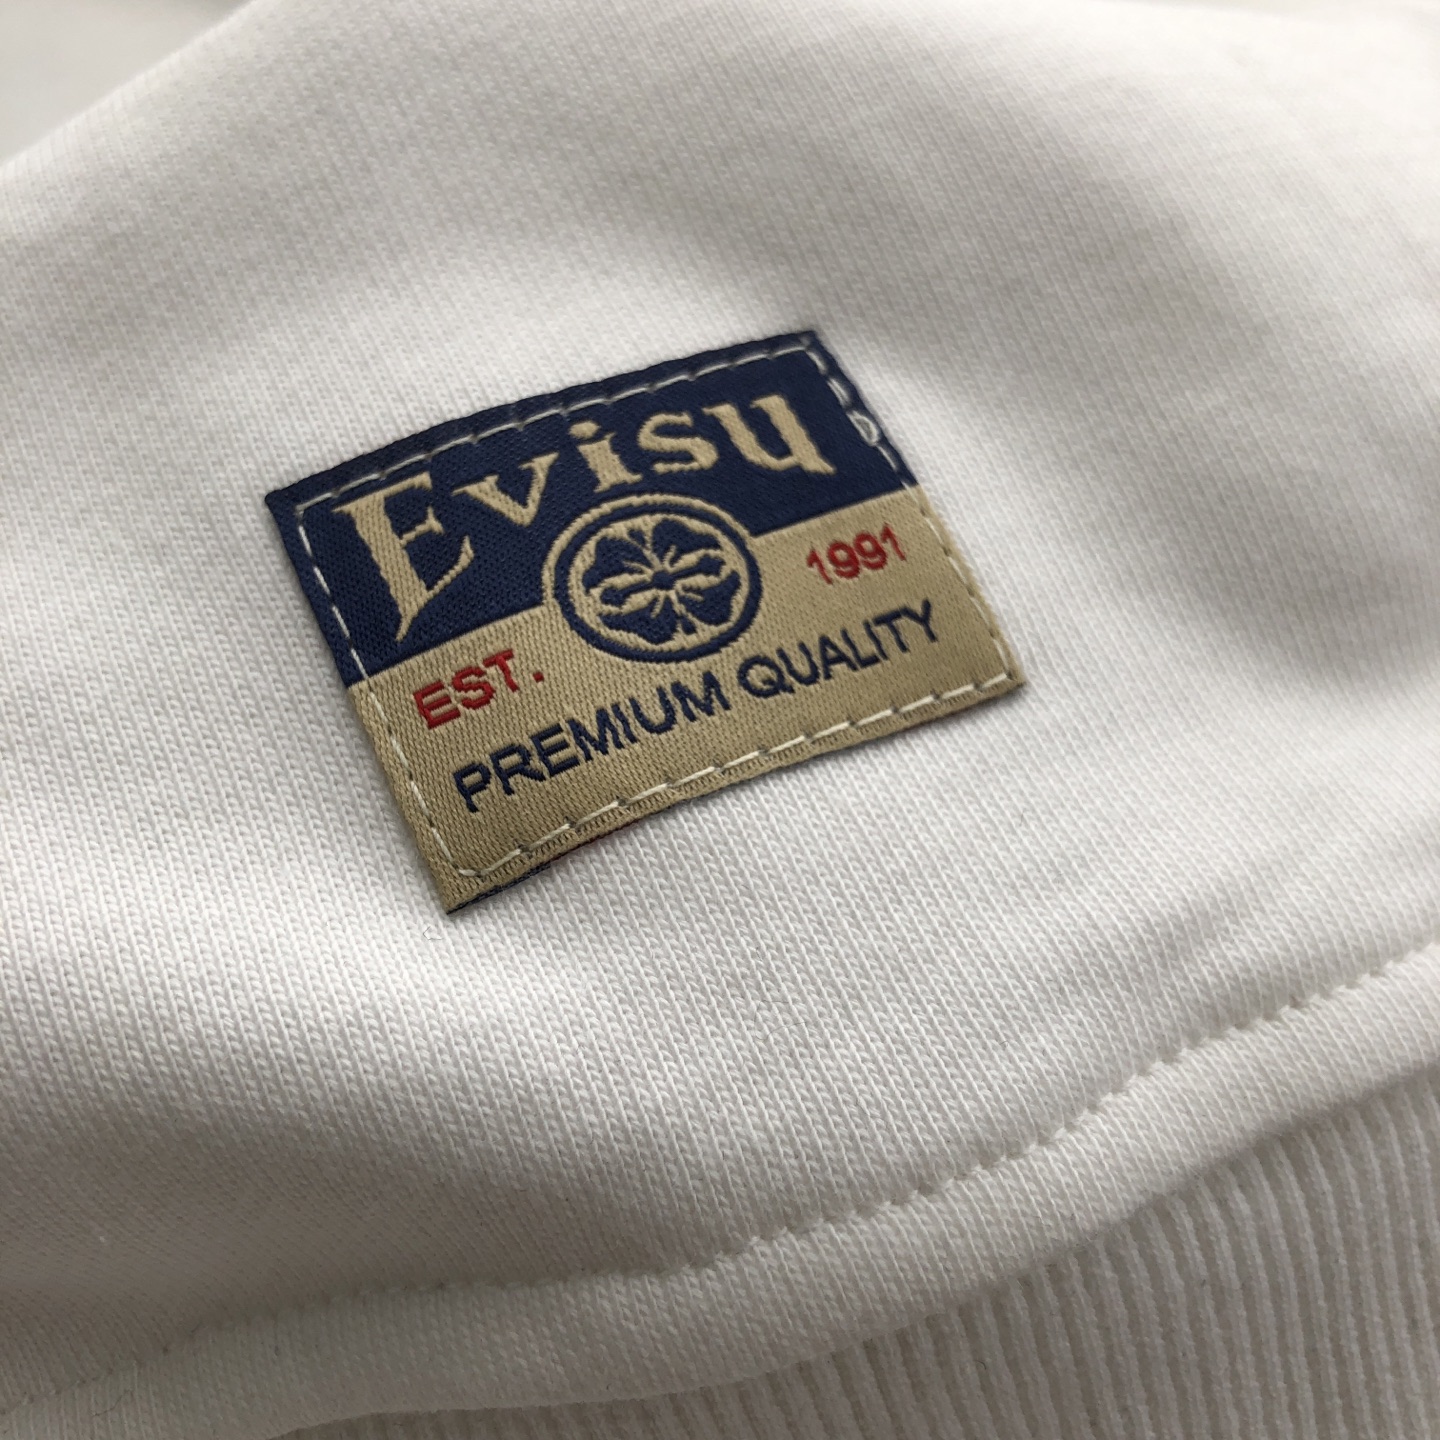 Evisu
EST. 1991
PREMIUM QUALITY